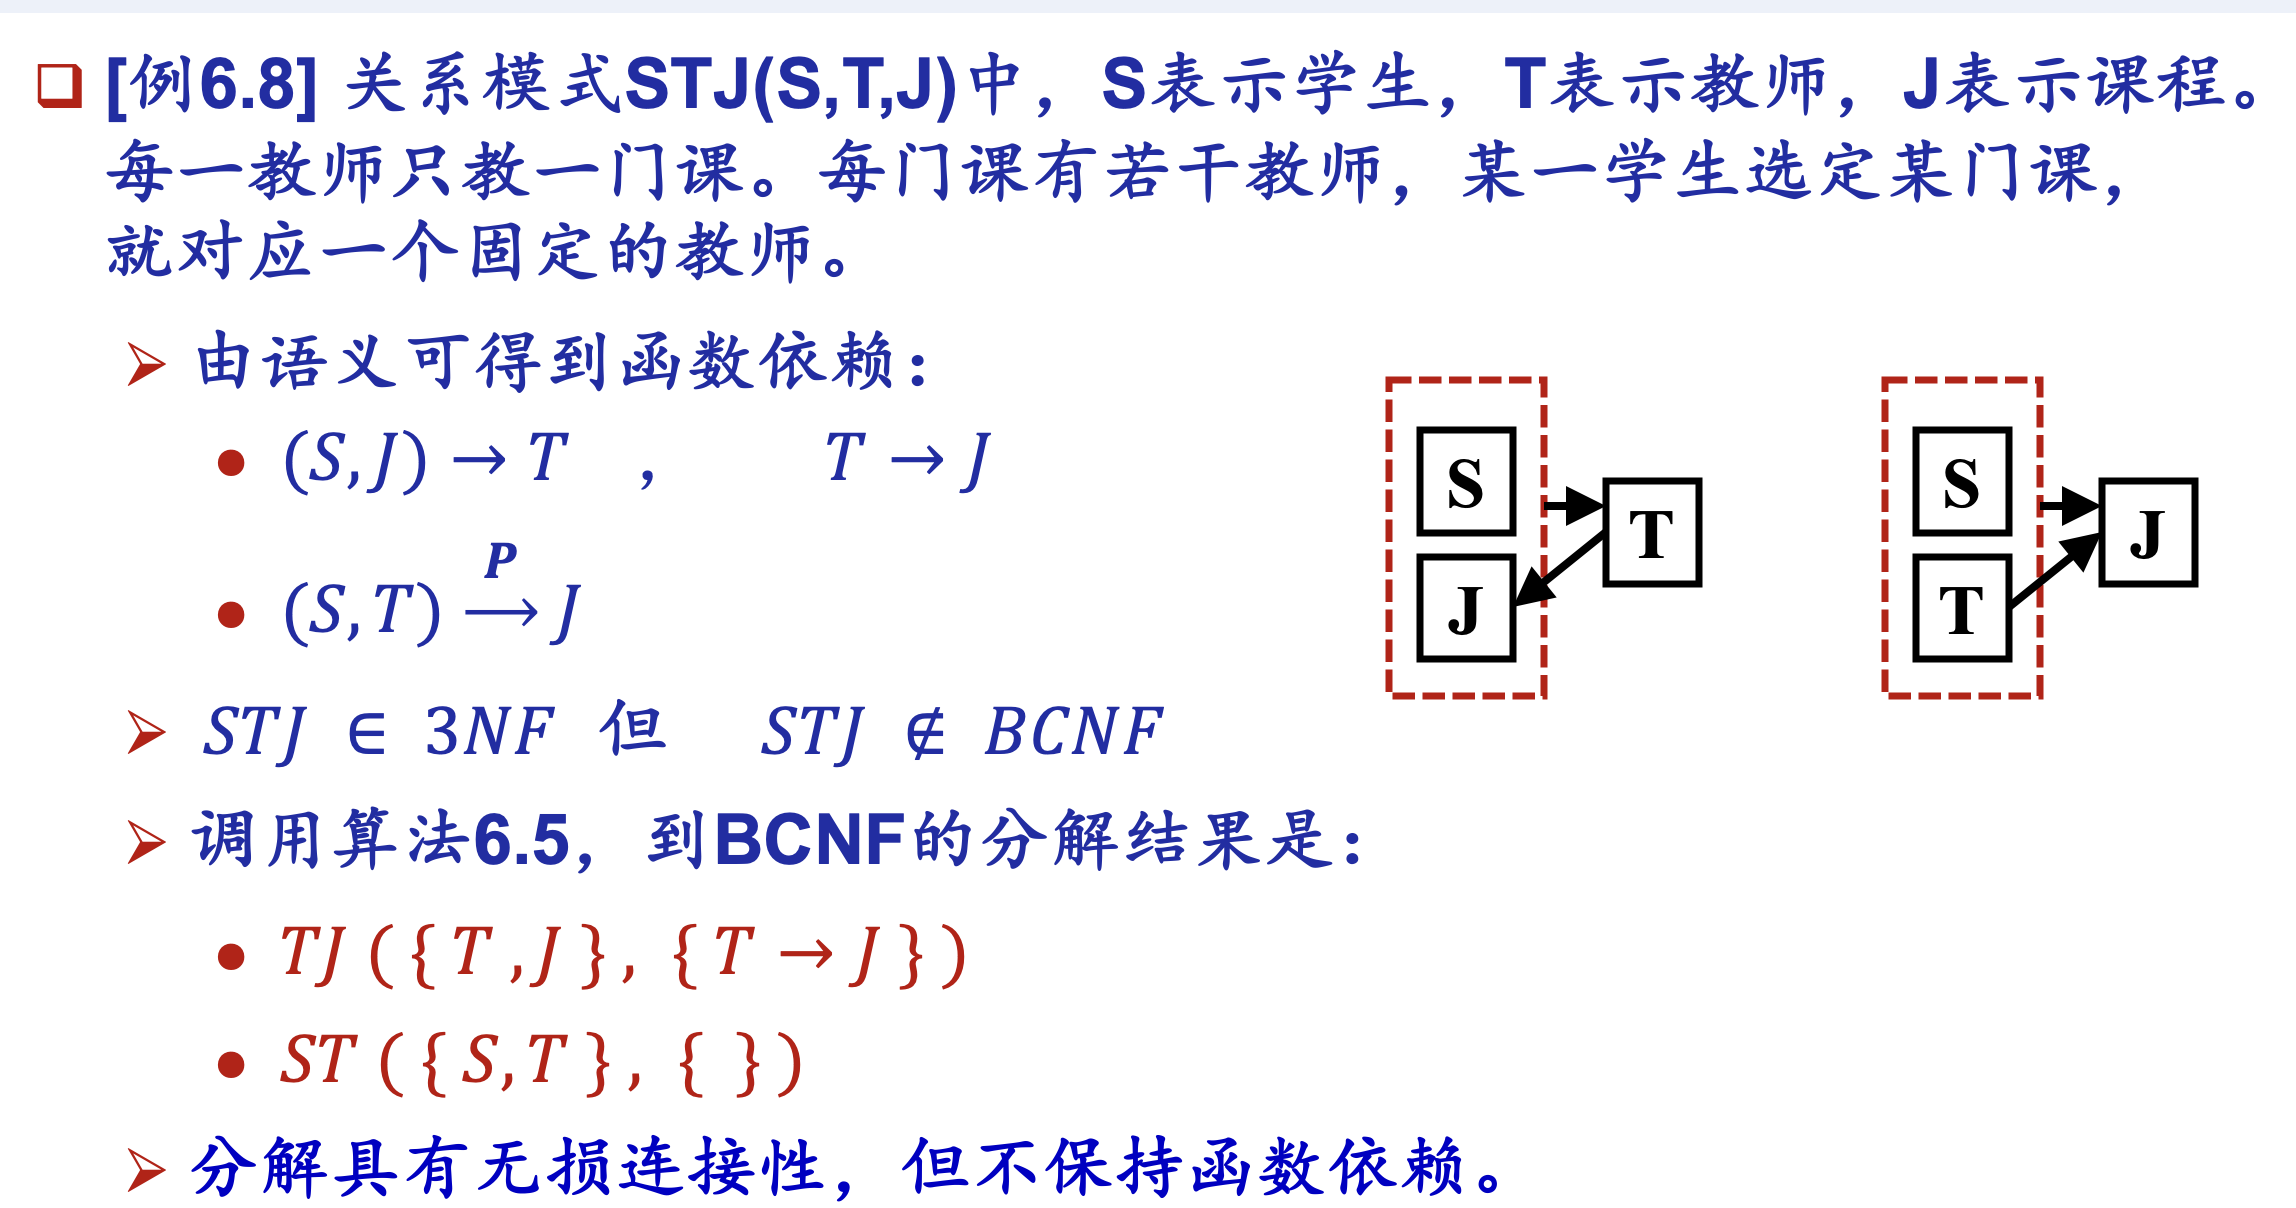 [例6.8] 关系模式STJ(S,T,J)中，S表示学生，T表示教师，J表示课程。
每一教师只教一门课。每门课有若干教师，某一学生选定某门课，
就对应一个固定的教师。
由语义可得到函数依赖：
(S,J) → T ， T → J
(S,T) —P→ J
STJ ∈ 3NF 但 STJ ∉ BCNF
调用算法6.5，到BCNF的分解结果是：
TJ ({ T ,J }, { T → J })
ST ({ S,T }, { })
分解具有无损连接性，但不保持函数依赖。
S
J
T
S
T
J